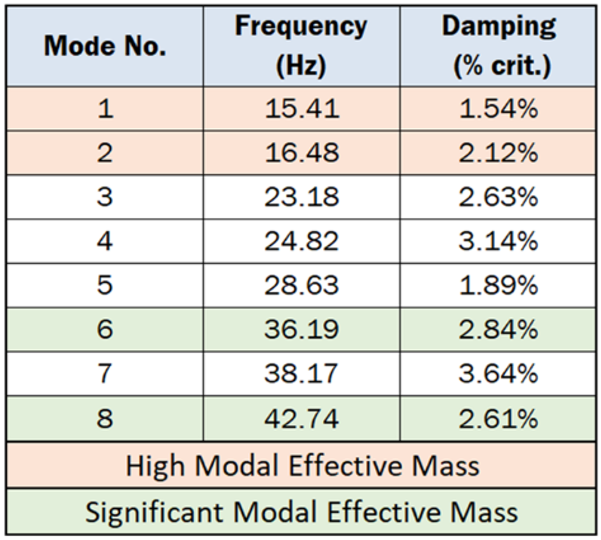 Mode No. Frequency (Hz) Damping (% crit.)
1 15.41 1.54%
2 16.48 2.12%
3 23.18 2.63%
4 24.82 3.14%
5 28.63 1.89%
6 36.19 2.84%
7 38.17 3.64%
8 42.74 2.61%
High Modal Effective Mass
Significant Modal Effective Mass